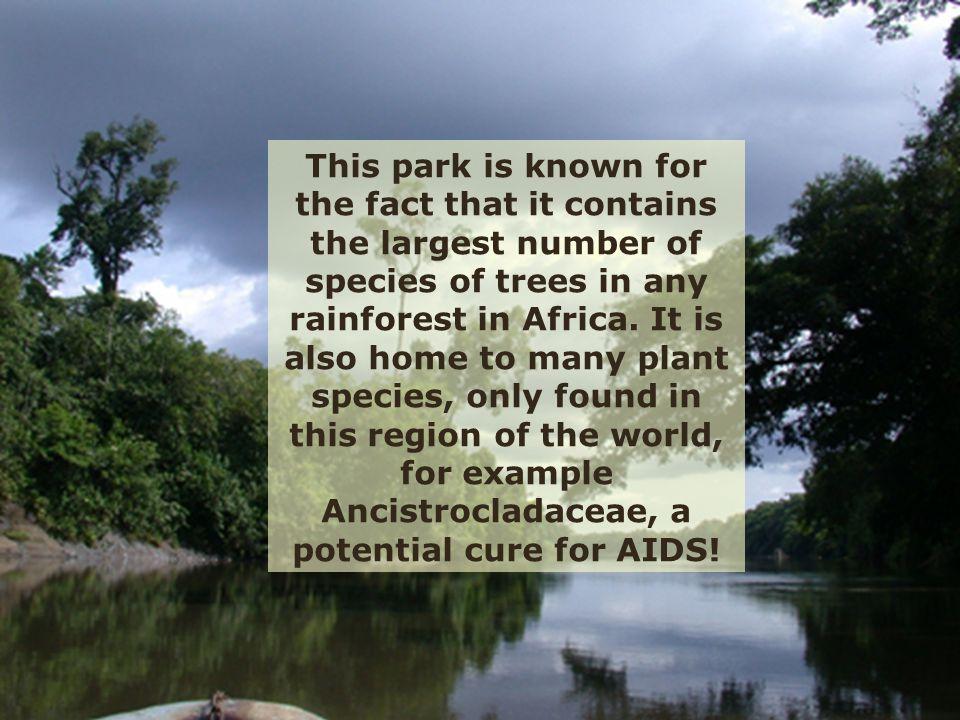 This park is known for
the fact that it contains
the largest number of
species of trees in any
rainforest in Africa. It is
also home to many plant
species, only found in
this region of the world,
for example
Ancistrocladaceae, a
potential cure for AIDS!